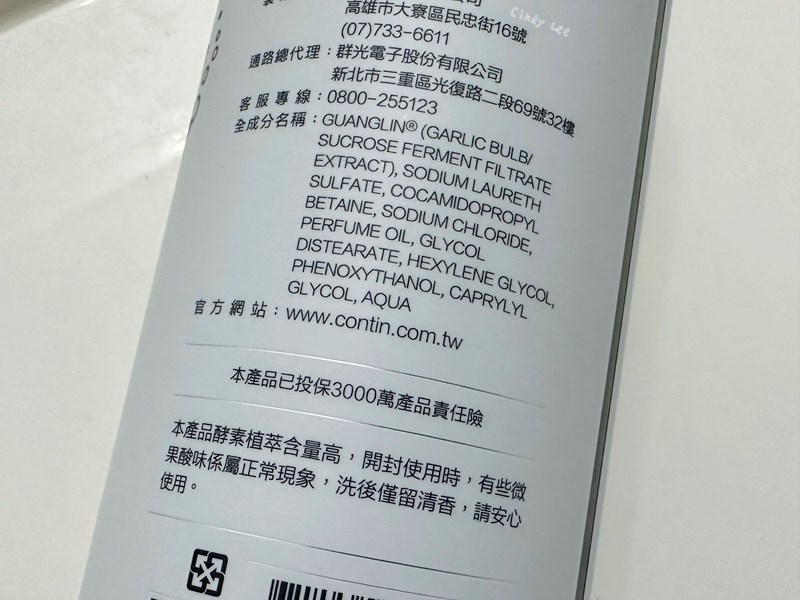 高雄市大寮區民忠街16號
Cindy Lee
(07)733-6611
通路總代理：群光電子股份有限公司
新北市三重區光復路二段69號32樓
客服專線：0800-255123
全成分名稱：GUANGLIN® (GARLIC BULB/
SUCROSE FERMENT FILTRATE
EXTRACT), SODIUM LAURETH
SULFATE, COCAMIDOPROPYL
BETAINE, SODIUM CHLORIDE,
PERFUME OIL, GLYCOL
DISTEARATE, HEXYLENE GLYCOL,
PHENOXYTHANOL, CAPRYLYL
GLYCOL, AQUA
官方網站：www.contin.com.tw
本產品已投保3000萬產品責任險
本產品酵素植萃含量高，開封使用時，有些微
果酸味係屬正常現象，洗後僅留清香，請安心
使用。